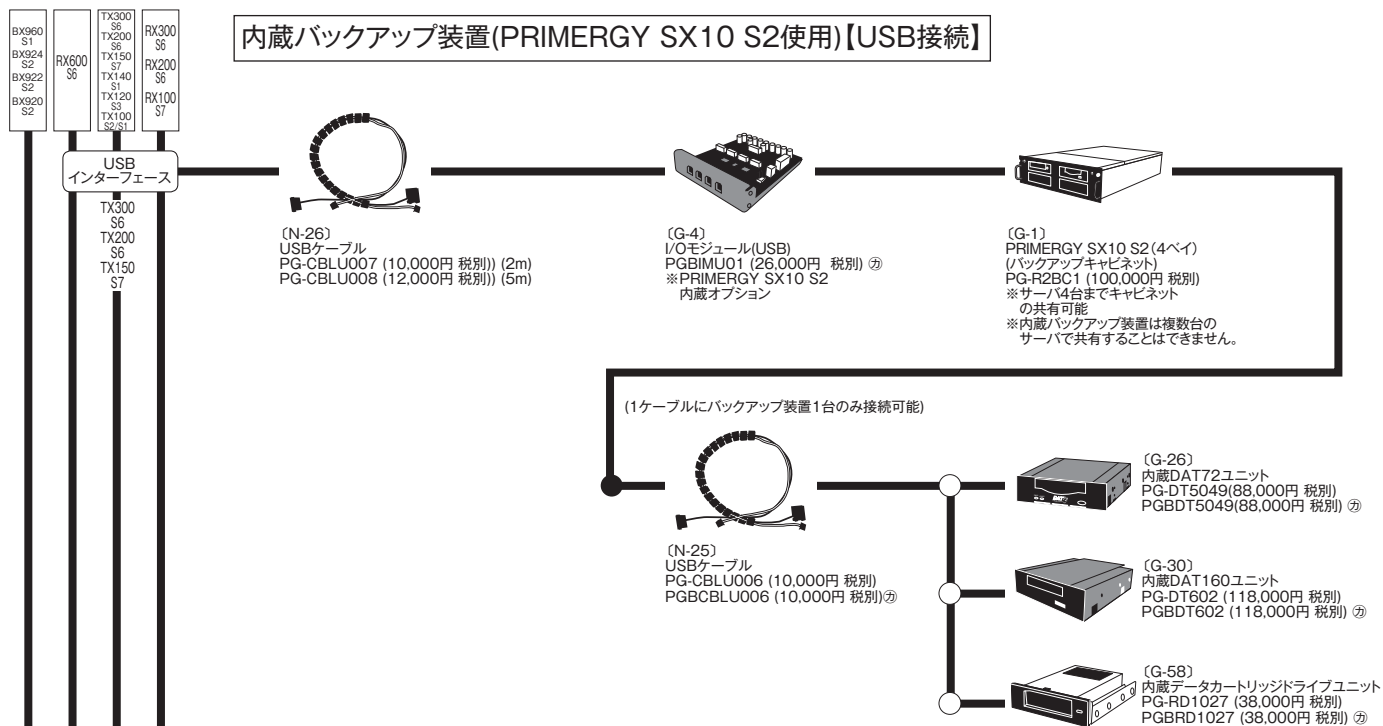 BX960
S1
BX924
S2
BX922
S2
BX920
S2
RX600
S6
TX300
S6
TX200
S6
TX150
S7
TX140
S1
TX120
S3
TX100
S2/S1
RX300
S6
RX200
S6
RX100
S7
内蔵バックアップ装置(PRIMERGY SX10 S2使用)【USB接続】
USB
インターフェース
TX300
S6
TX200
S6
TX150
S7
〔N-26〕
USBケーブル
PG-CBLU007 (10,000円 税別)) (2m)
PG-CBLU008 (12,000円 税別)) (5m)
〔G-4〕
I/Oモジュール(USB)
PGBIMU01 (26,000円 税別) ㋕
※PRIMERGY SX10 S2
内蔵オプション
〔G-1〕
PRIMERGY SX10 S2(4ベイ)
(バックアップキャビネット)
PG-R2BC1 (100,000円 税別)
※サーバ4台までキャビネット
の共有可能
※内蔵バックアップ装置は複数台の
サーバで共有することはできません。
(1ケーブルにバックアップ装置1台のみ接続可能)
〔N-25〕
USBケーブル
PG-CBLU006 (10,000円 税別)
PGBCBLU006 (10,000円 税別)㋕
〔G-26〕
内蔵DAT72ユニット
PG-DT5049(88,000円 税別)
PGBDT5049(88,000円 税別) ㋕
〔G-30〕
内蔵DAT160ユニット
PG-DT602 (118,000円 税別)
PGBDT602 (118,000円 税別) ㋕
〔G-58〕
内蔵データカートリッジドライブユニット
PG-RD1027 (38,000円 税別)
PGBRD1027 (38,000円 税別) ㋕